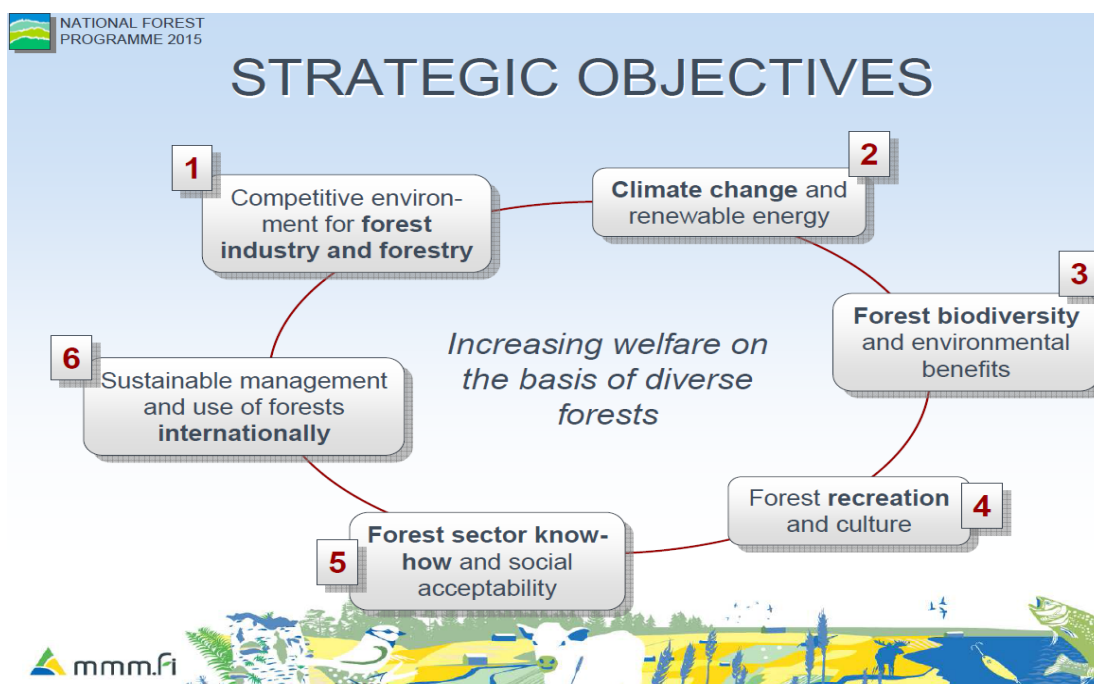 NATIONAL FOREST
PROGRAMME 2015
STRATEGIC OBJECTIVES
1
Competitive environ-
ment for forest
industry and forestry
2
Climate change and
renewable energy
3
Forest biodiversity
and environmental
benefits
4
Forest recreation
and culture
5
Forest sector know-
how and social
acceptability
6
Sustainable management
and use of forests
internationally
Increasing welfare on
the basis of diverse
forests
mmm.fi